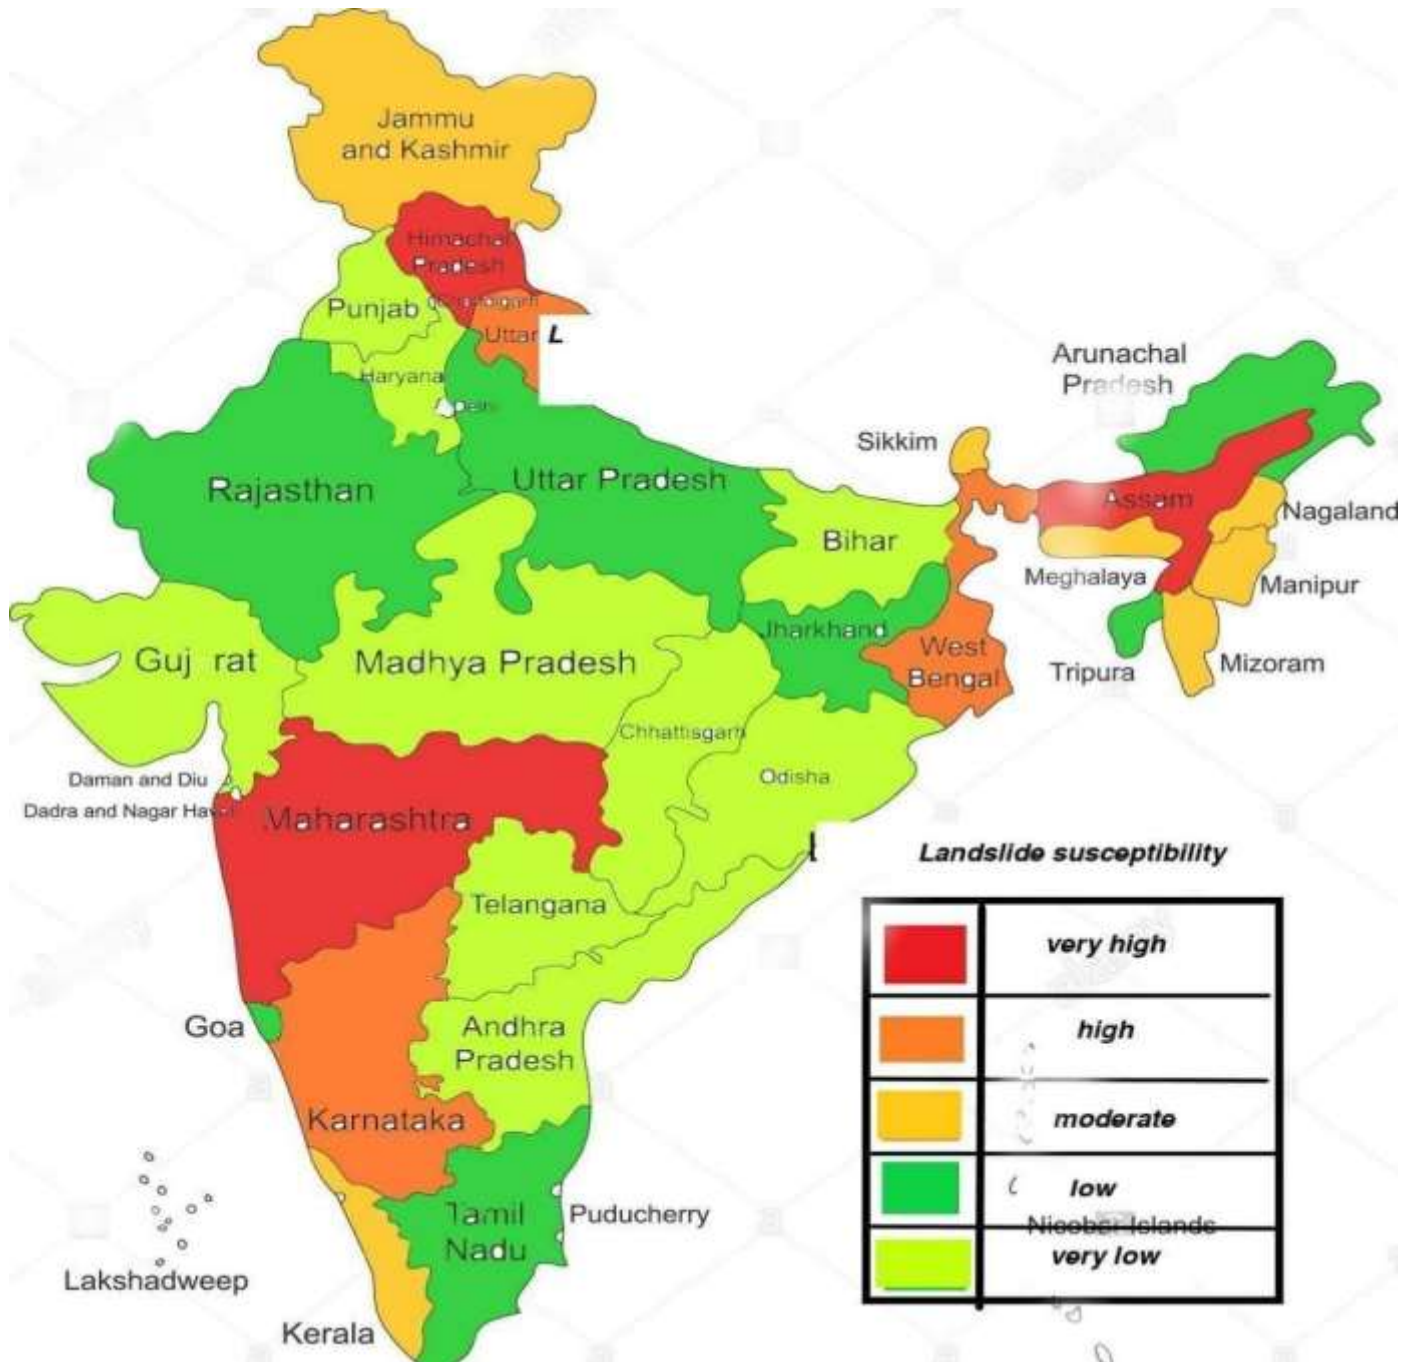 Jammu
and Kashmir
Himachal
Pradesh
Punjab
Uttar
L
Haryana
Arunachal
Pradesh
Sikkim
Rajasthan
Uttar Pradesh
Assam
Nagaland
Bihar
Meghalaya
Manipur
Jharkhand
West
Bengal
Guj rat
Madhya Pradesh
Tripura
Mizoram
Chhattisgarh
Daman and Diu
Odisha
Dadra and Nagar
Maharashtra
Landslide susceptibility
Telangana
very high
Goa
Andhra
Pradesh
high
Karnataka
moderate
low
Tamil
Nadu
Puducherry
Nicobar Islands
very low
Lakshadweep
Kerala